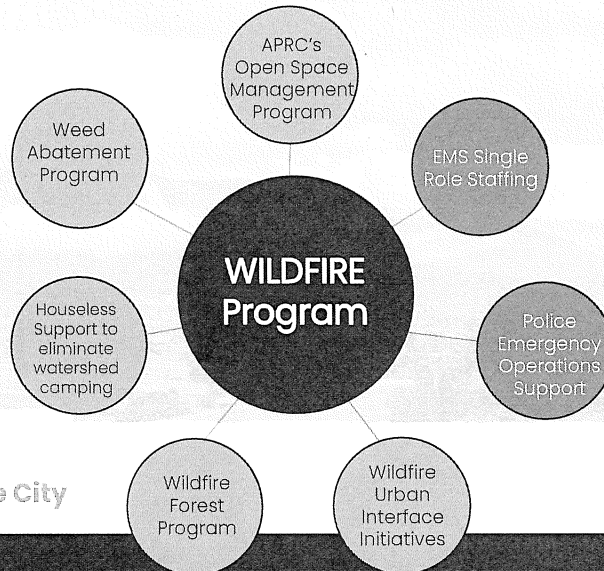 APRC's
Open Space
Management
Program
Weed
Abatement
Program
EMS Single
Role Staffing
WILDFIRE
Program
Houseless
Support to
eliminate
watershed
camping
Police
Emergency
Operations
Support
Wildfire
Forest
Program
Wildfire
Urban
Interface
Initiatives
e City